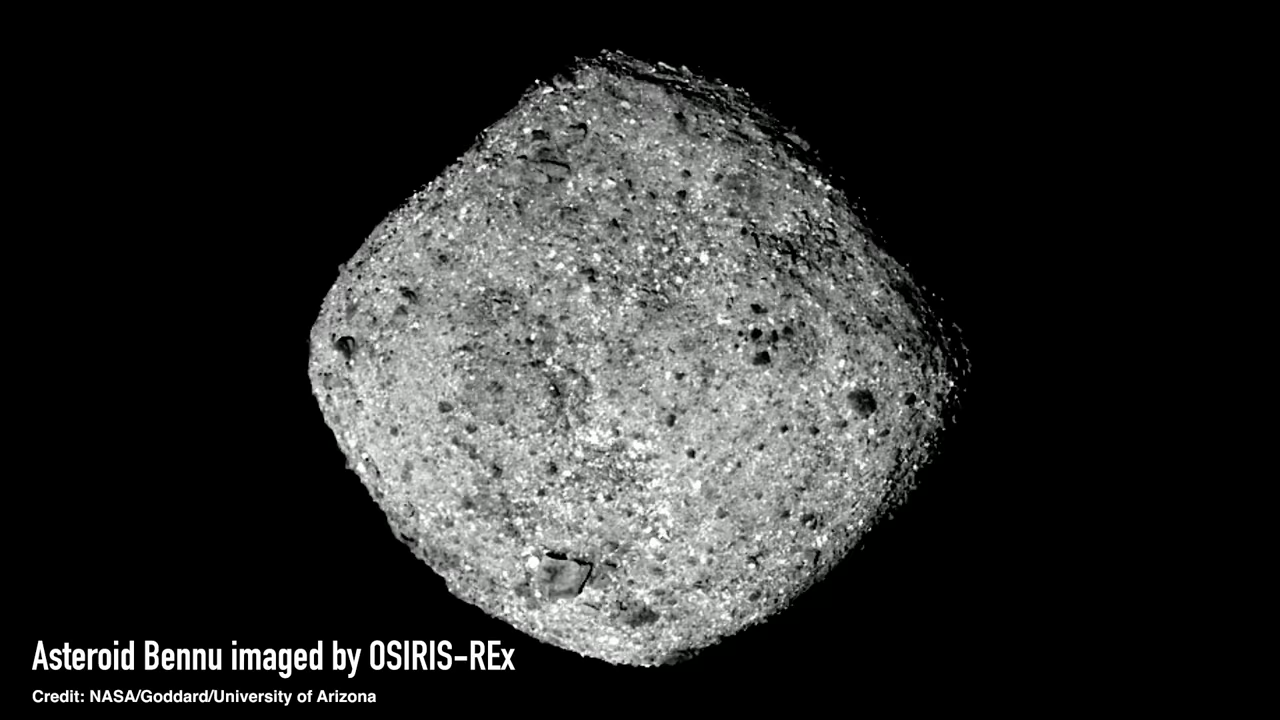 Asteroid Bennu imaged by OSIRIS-REx
Credit: NASA/Goddard/University of Arizona